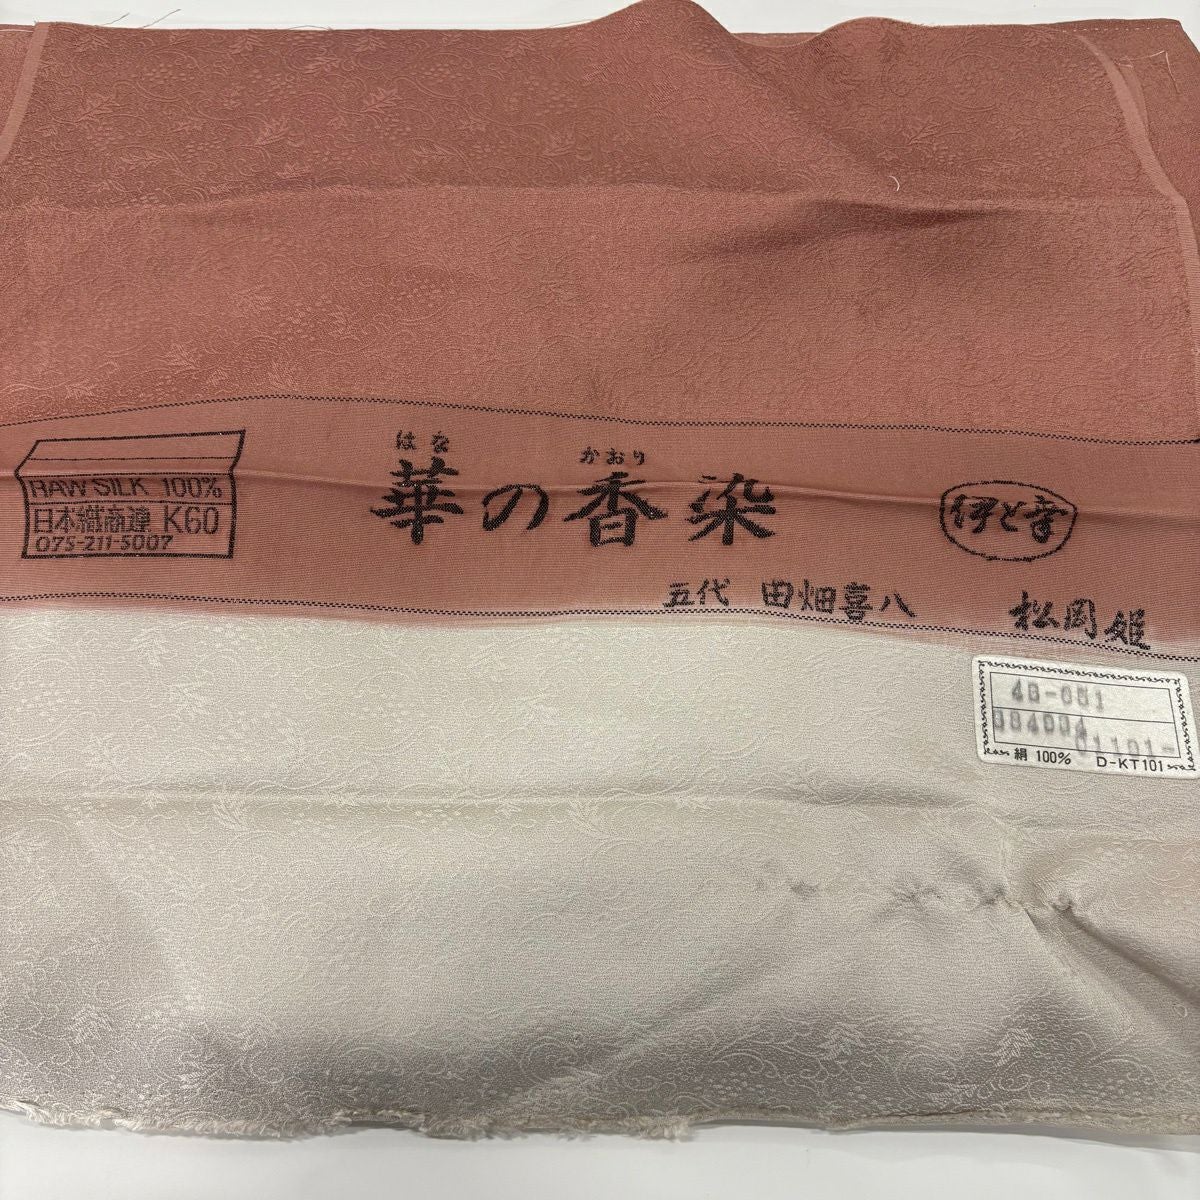 RAW SILK 100%
日本織商連 K60
075-211-5007
はな かおり
華の香染
伊と幸
五代 田畑喜八
松岡姫
絹 100% D-KT101